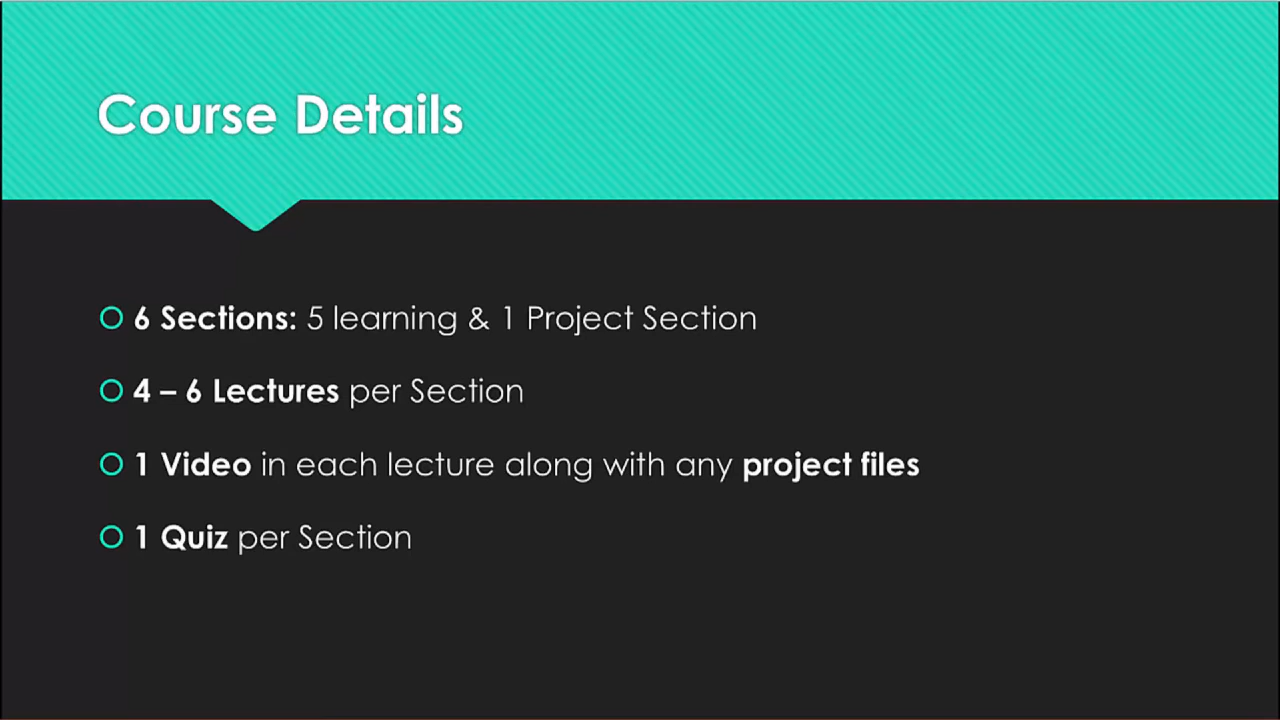 Course Details
6 Sections: 5 learning & 1 Project Section
4 – 6 Lectures per Section
1 Video in each lecture along with any project files
1 Quiz per Section